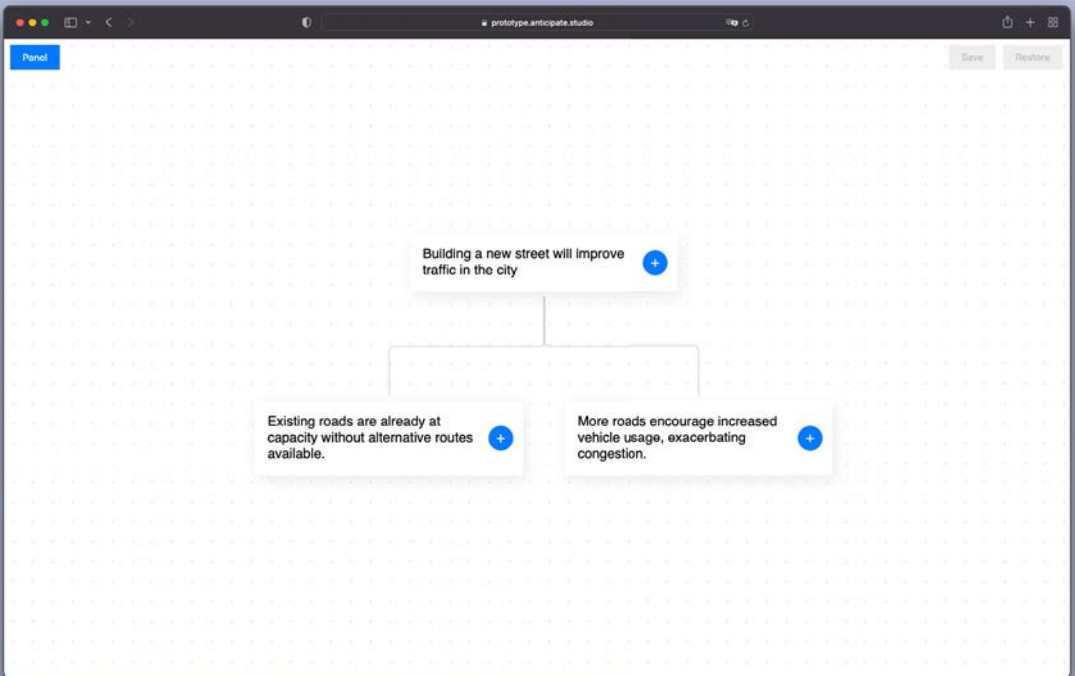 prototype.anticipate.studio
Panel
Save
Restore
Building a new street will improve
traffic in the city
Existing roads are already at
capacity without alternative routes
available.
More roads encourage increased
vehicle usage, exacerbating
congestion.